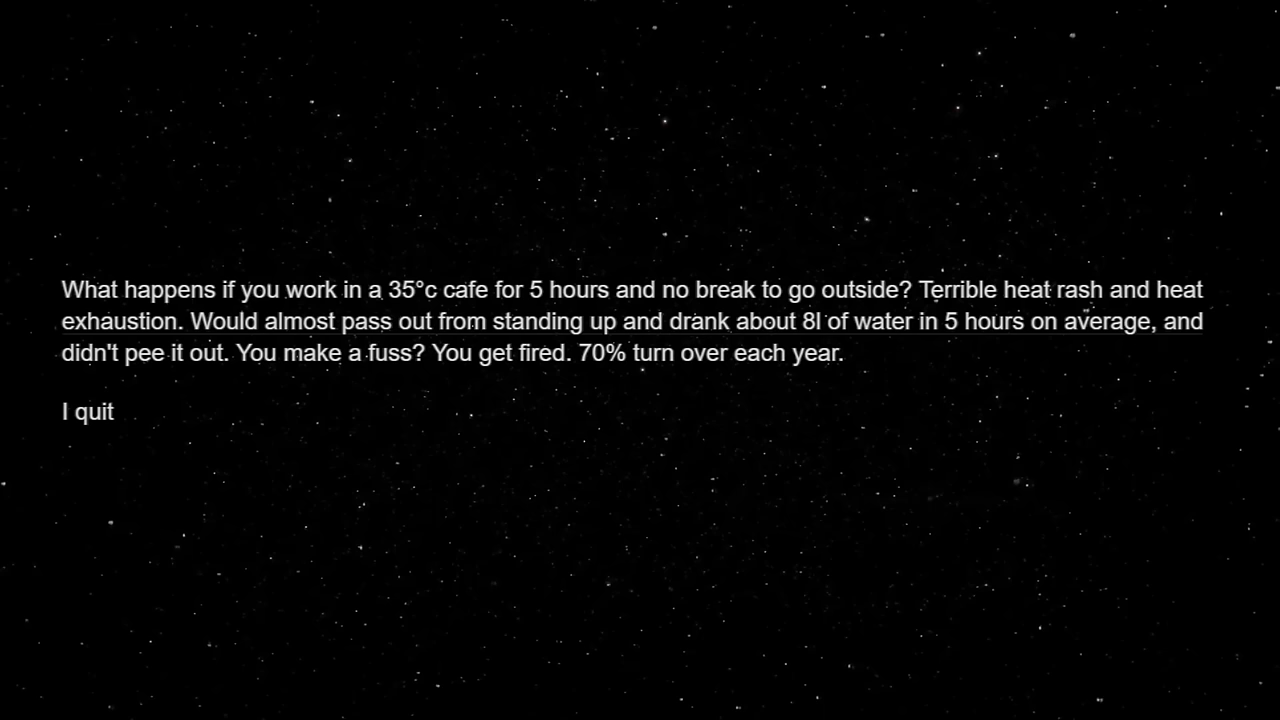 What happens if you work in a 35°c cafe for 5 hours and no break to go outside? Terrible heat rash and heat
exhaustion. Would almost pass out from standing up and drank about 8l of water in 5 hours on average, and
didn't pee it out. You make a fuss? You get fired. 70% turn over each year.
I quit